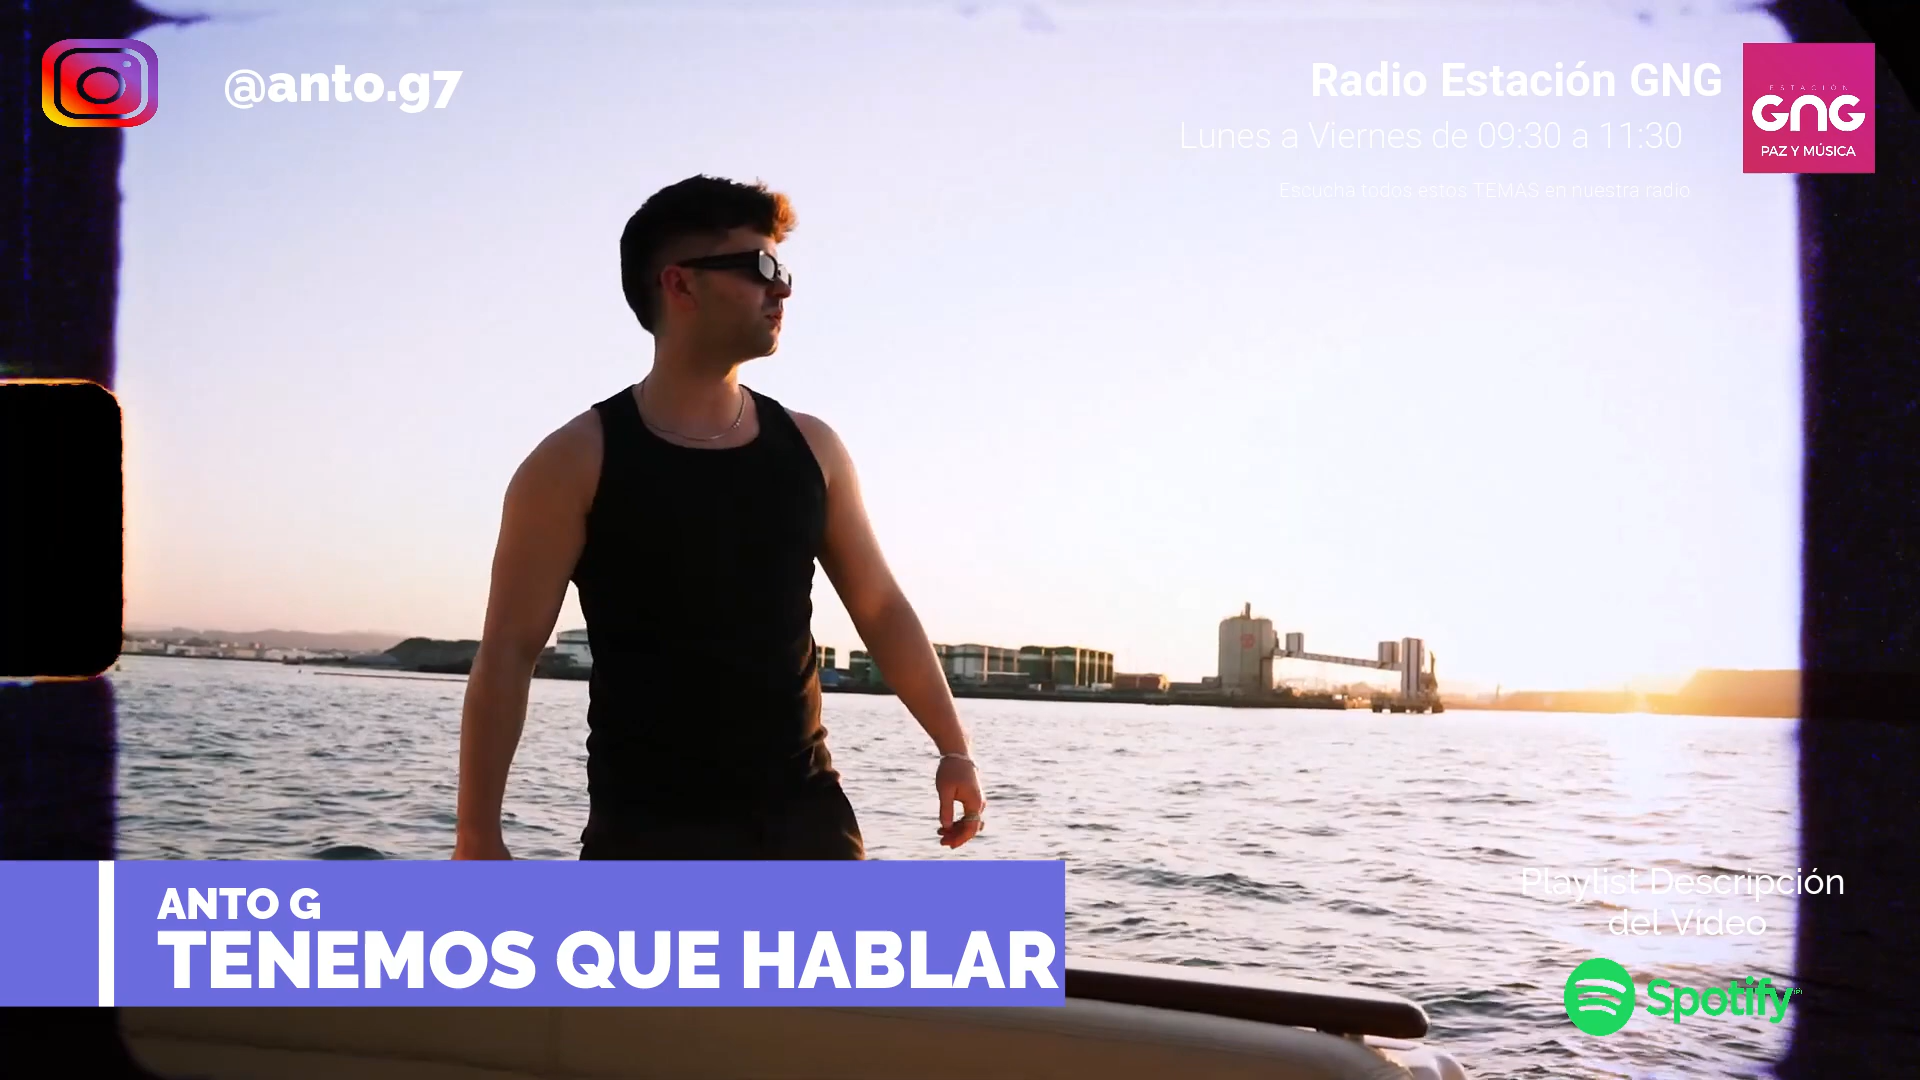 @anto.g7
Radio Estación GNG
Lunes a Viernes de 09:30 a 11:30
Escucha todos estos TEMAS en nuestra radio
ESTACIÓN
GNG
PAZ Y MÚSICA
ANTO G
TENEMOS QUE HABLAR
Playlist Descripción
del Vídeo
Spotify